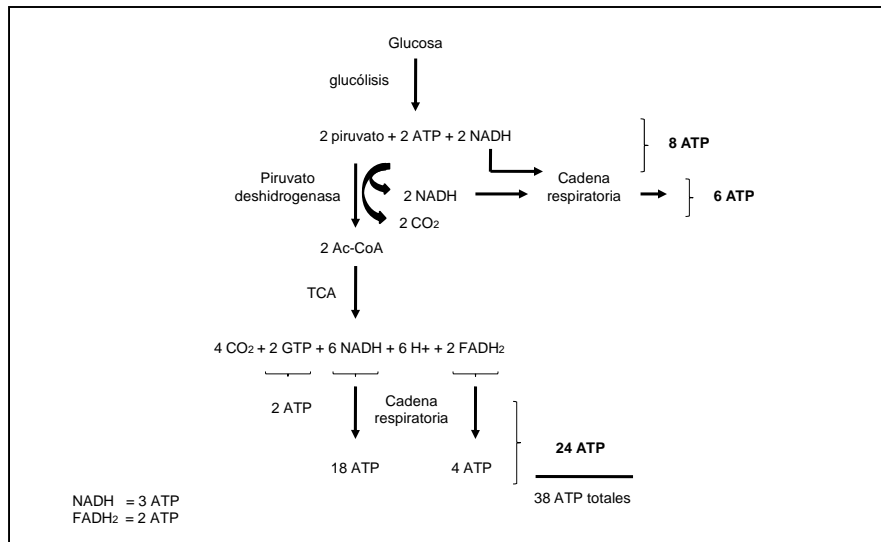 Glucosa
glucólisis
2 piruvato + 2 ATP + 2 NADH
8 ATP
Piruvato
deshidrogenasa
2 NADH
2 CO₂
Cadena
respiratoria
6 ATP
2 Ac-CoA
TCA
4 CO₂ + 2 GTP + 6 NADH + 6 H+ + 2 FADH₂
2 ATP
Cadena
respiratoria
18 ATP
4 ATP
24 ATP
38 ATP totales
NADH = 3 ATP
FADH₂ = 2 ATP